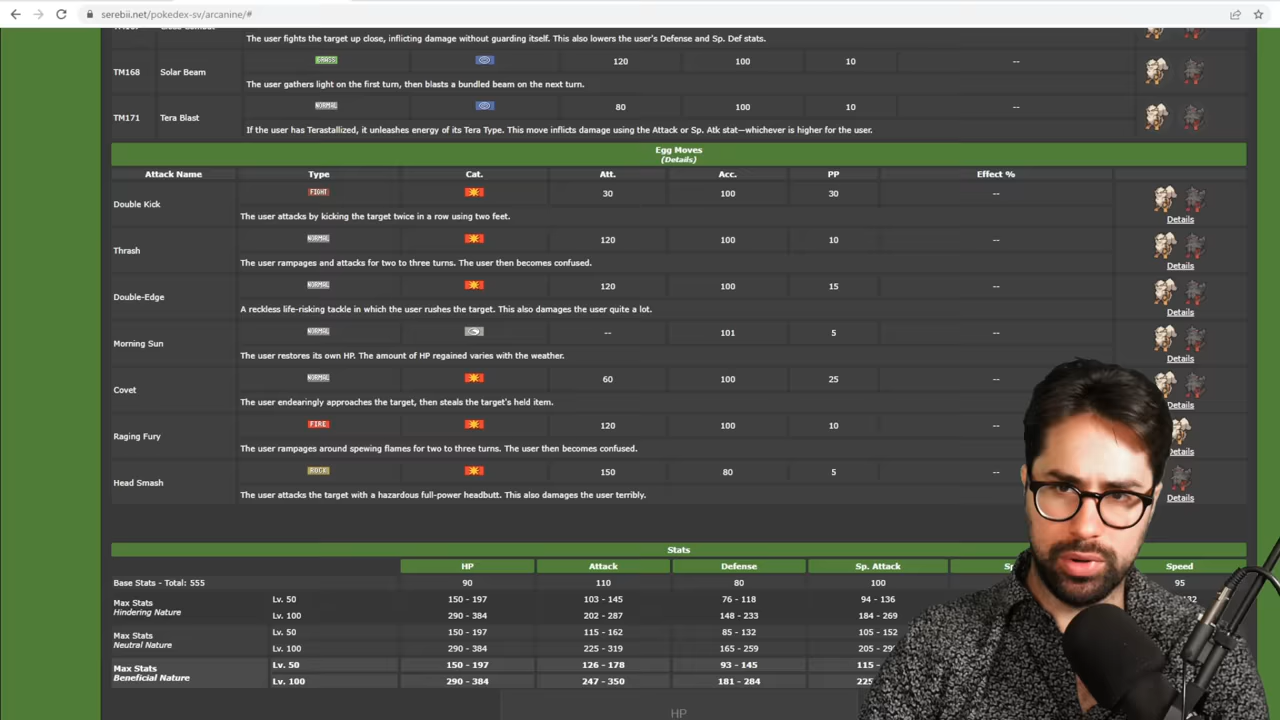 serebii.net/pokedex-sv/arcanine/#
The user fights the target up close, inflicting damage without guarding itself. This also lowers the user's Defense and Sp. Def stats.
TM168 Solar Beam GRASS 120 100 10 --
The user gathers light on the first turn, then blasts a bundled beam on the next turn.
TM171 Tera Blast NORMAL 80 100 10 --
If the user has Terastallized, it unleashes energy of its Tera Type. This move inflicts damage using the Attack or Sp. Atk stat—whichever is higher for the user.
Egg Moves
(Details)
Attack Name Type Cat. Att. Acc. PP Effect %
Double Kick FIGHT 30 100 30 --
The user attacks by kicking the target twice in a row using two feet.
Details
Thrash NORMAL 120 100 10 --
The user rampages and attacks for two to three turns. The user then becomes confused.
Details
Double-Edge NORMAL 120 100 15 --
A reckless life-risking tackle in which the user rushes the target. This also damages the user quite a lot.
Details
Morning Sun NORMAL -- 101 5 --
The user restores its own HP. The amount of HP regained varies with the weather.
Details
Covet NORMAL 60 100 25 --
The user endearingly approaches the target, then steals the target's held item.
Details
Raging Fury FIRE 120 100 10 --
The user rampages around spewing flames for two to three turns. The user then becomes confused.
Details
Head Smash ROCK 150 80 5 --
The user attacks the target with a hazardous full-power headbutt. This also damages the user terribly.
Details
Stats
HP Attack Defense Sp. Attack Speed
Base Stats - Total: 555 90 110 80 100 95
Max Stats
Hindering Nature
Lv. 50 150 - 197 103 - 145 76 - 118 94 - 136
Lv. 100 290 - 384 202 - 287 148 - 233 184 - 269
Max Stats
Neutral Nature
Lv. 50 150 - 197 115 - 162 85 - 132 105 - 152
Lv. 100 290 - 384 225 - 319 165 - 259
Max Stats
Beneficial Nature
Lv. 50 150 - 197 126 - 178 93 - 145
Lv. 100 290 - 384 247 - 350 181 - 284
HP